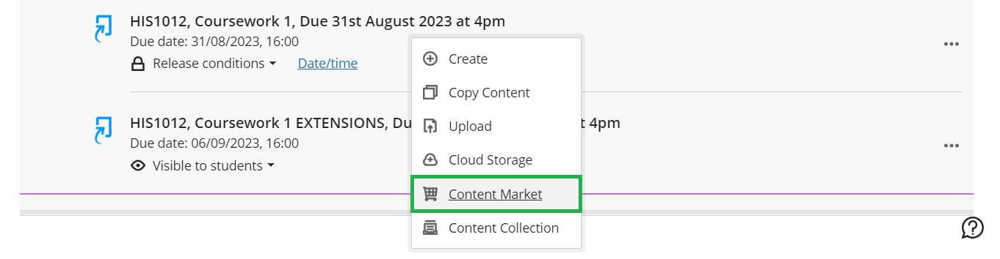 HIS1012, Coursework 1, Due 31st August 2023 at 4pm
Due date: 31/08/2023, 16:00
Release conditions Date/time
HIS1012, Coursework 1 EXTENSIONS, Du t 4pm
Due date: 06/09/2023, 16:00
Visible to students
Create
Copy Content
Upload
Cloud Storage
Content Market
Content Collection